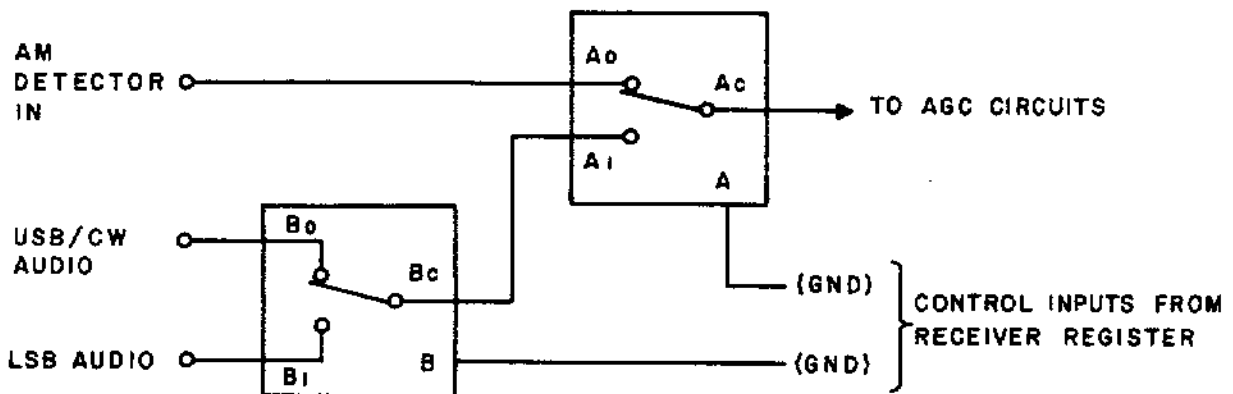 AM
DETECTOR
IN
Ao
Ac
TO AGC CIRCUITS
A1
A
USB/CW
AUDIO
Bo
Bc
(GND)
CONTROL INPUTS FROM
RECEIVER REGISTER
LSB AUDIO
B1
B
(GND)